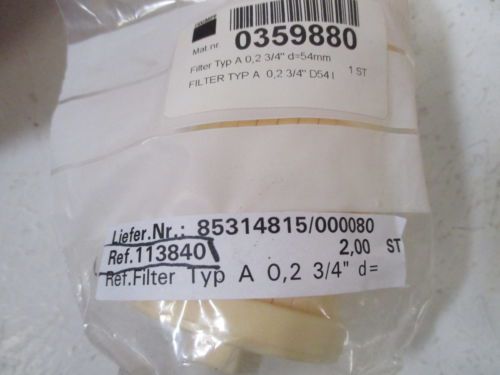 Mat.nr. 0359880
Filter Typ A 0,2 3/4" d=54mm
FILTER TYP A 0,2 3/4" D54 I 1 ST
Liefer.Nr.: 85314815/000080
Ref.113840 2,00 ST
Ref.Filter Typ A 0,2 3/4" d=